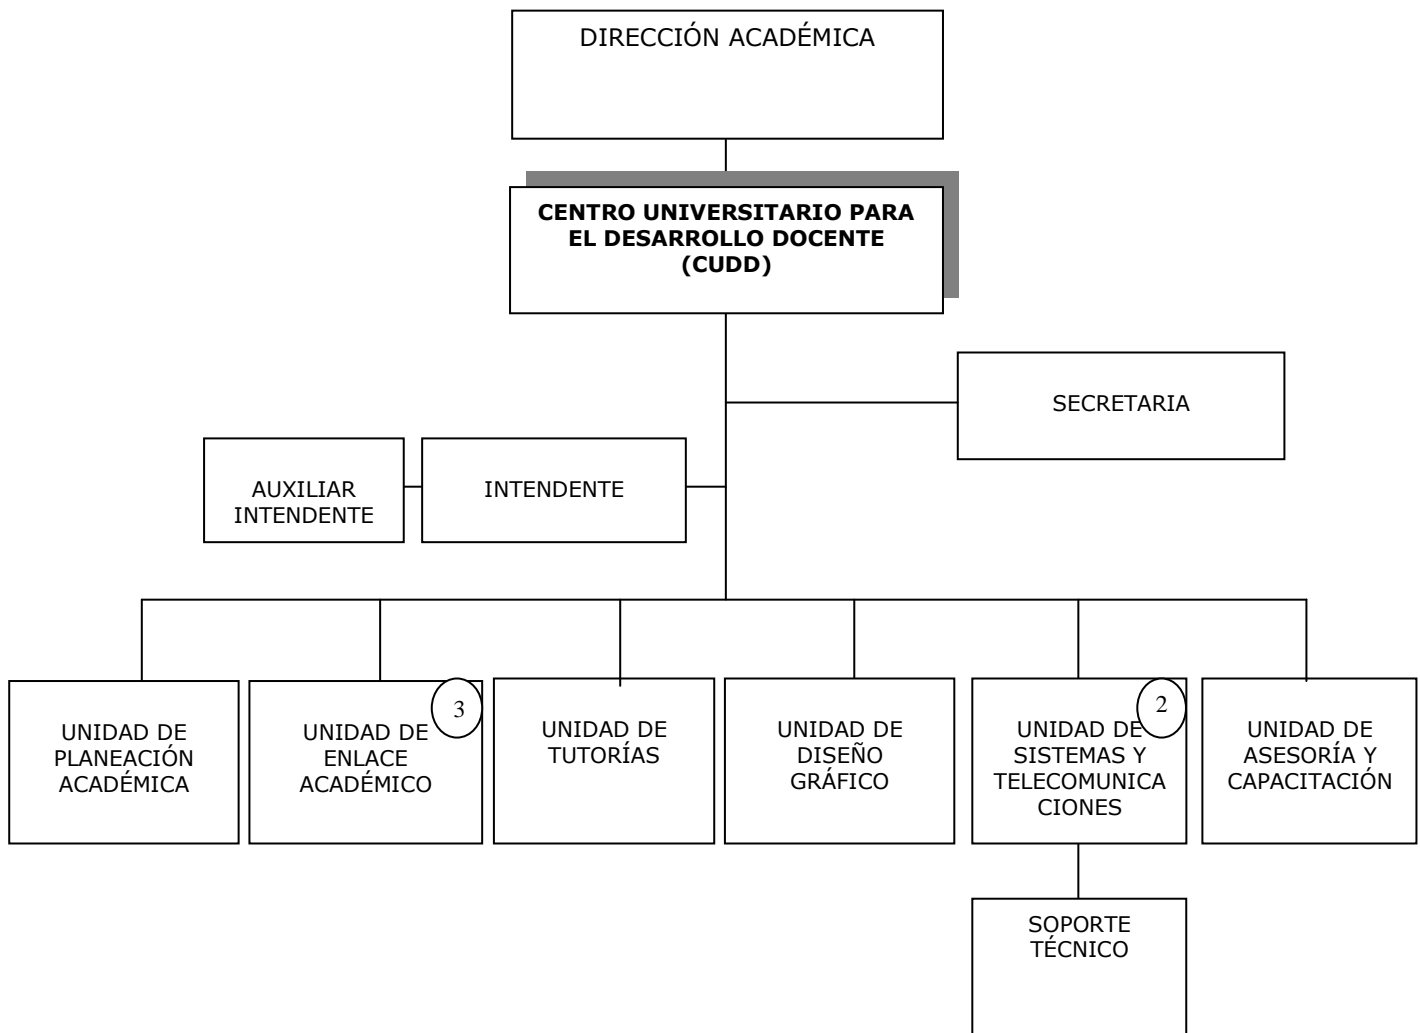 DIRECCIÓN ACADÉMICA
CENTRO UNIVERSITARIO PARA
EL DESARROLLO DOCENTE
(CUDD)
SECRETARIA
AUXILIAR
INTENDENTE
INTENDENTE
UNIDAD DE
PLANEACIÓN
ACADÉMICA
3
UNIDAD DE
ENLACE
ACADÉMICO
UNIDAD DE
TUTORÍAS
UNIDAD DE
DISEÑO
GRÁFICO
2
UNIDAD DE
SISTEMAS Y
TELECOMUNICA
CIONES
UNIDAD DE
ASESORÍA Y
CAPACITACIÓN
SOPORTE
TÉCNICO